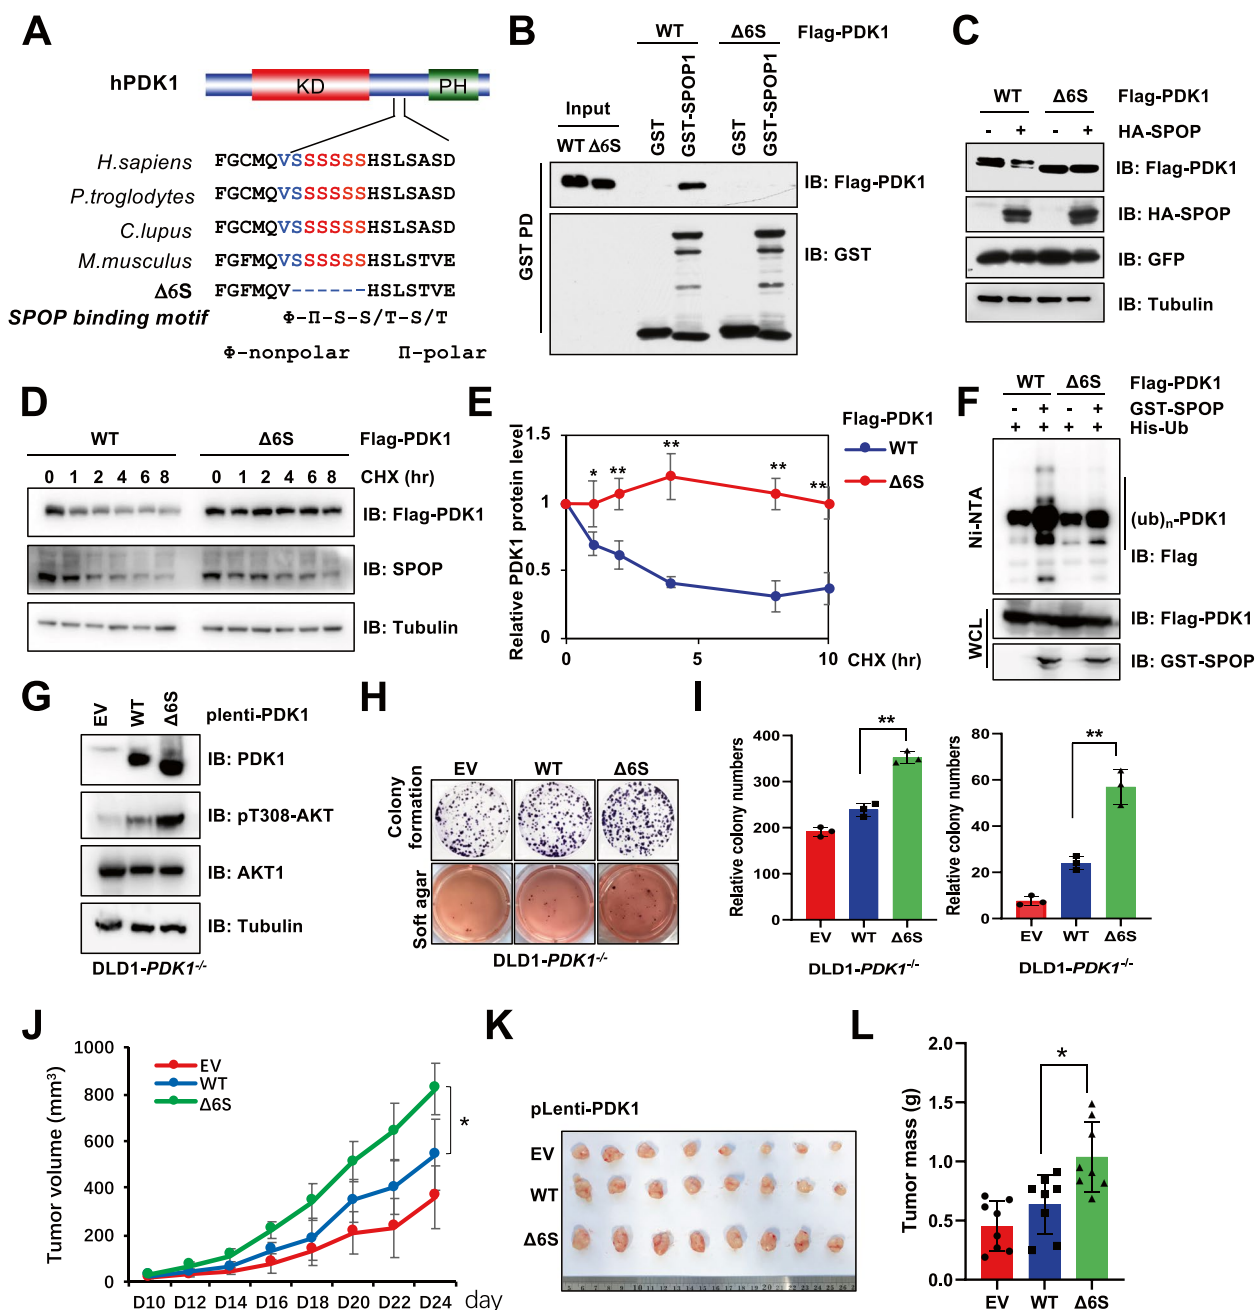 A
hPDK1
KD
PH
H.sapiens FGCMQVSSSSSSHSLSASD
P.troglodytes FGCMQVSSSSSSHSLSASD
C.lupus FGCMQVSSSSSSHSLSASD
M.musculus FGFMQVSSSSSSHSLSTVE
Δ6S FGFMQV------HSLSTVE
SPOP binding motif Φ-Π-S-S/T-S/T
Φ-nonpolar Π-polar
B
WT Δ6S Flag-PDK1
Input
WT Δ6S GST GST-SPOP1 GST GST-SPOP1
IB: Flag-PDK1
IB: GST
GST PD
C
WT Δ6S Flag-PDK1
- + - + HA-SPOP
IB: Flag-PDK1
IB: HA-SPOP
IB: GFP
IB: Tubulin
D
WT Δ6S Flag-PDK1
0 1 2 4 6 8 0 1 2 4 6 8 CHX (hr)
IB: Flag-PDK1
IB: SPOP
IB: Tubulin
E
Flag-PDK1
WT
Δ6S
Relative PDK1 protein level
1.5
1
0.5
0
* ** ** ** **
0 5 10 CHX (hr)
F
WT Δ6S Flag-PDK1
- + - + GST-SPOP
+ + + + His-Ub
Ni-NTA
(ub)n-PDK1
IB: Flag
WCL
IB: Flag-PDK1
IB: GST-SPOP
G
EV WT Δ6S plenti-PDK1
IB: PDK1
IB: pT308-AKT
IB: AKT1
IB: Tubulin
DLD1-PDK1-/-
H
EV WT Δ6S
Colony formation
Soft agar
DLD1-PDK1-/-
I
Relative colony numbers
400
300
200
100
0
**
EV WT Δ6S
DLD1-PDK1-/-
Relative colony numbers
80
60
40
20
0
**
EV WT Δ6S
DLD1-PDK1-/-
J
Tumor volume (mm3)
1000
800
600
400
200
0
EV
WT
Δ6S
*
D10 D12 D14 D16 D18 D20 D22 D24 day
K
pLenti-PDK1
EV
WT
Δ6S
L
Tumor mass (g)
2.0
1.5
1.0
0.5
0.0
*
EV WT Δ6S